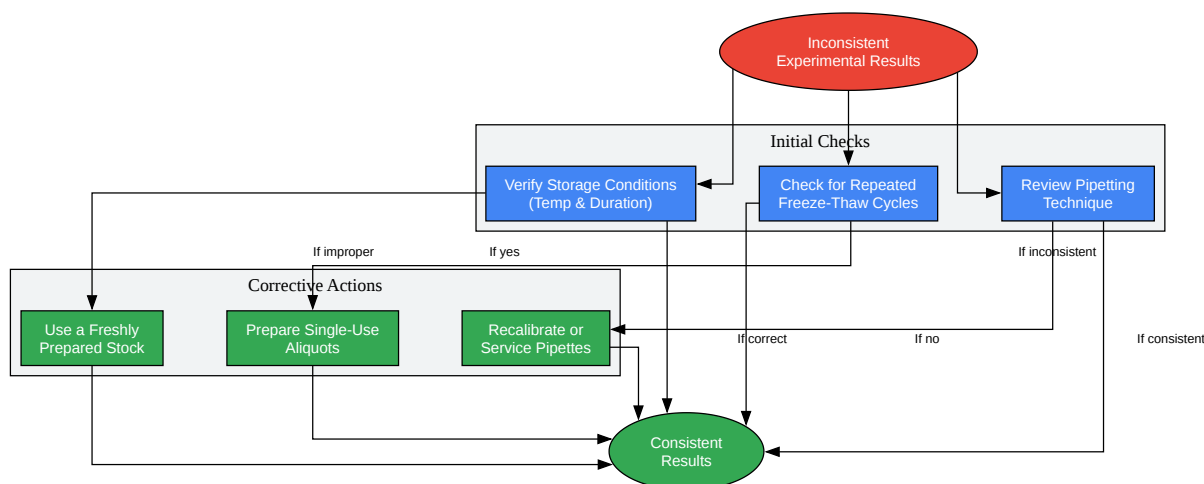 Inconsistent
Experimental Results
Initial Checks
Verify Storage Conditions
(Temp & Duration)
Check for Repeated
Freeze-Thaw Cycles
Review Pipetting
Technique
If improper
If yes
If inconsistent
Corrective Actions
Use a Freshly
Prepared Stock
Prepare Single-Use
Aliquots
Recalibrate or
Service Pipettes
If correct
If no
If consistent
Consistent
Results